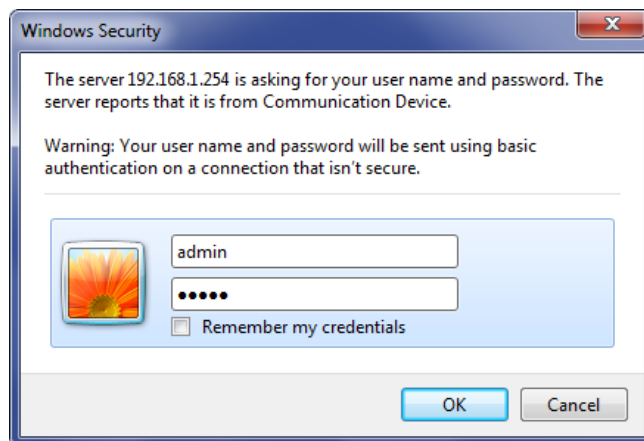 Windows Security
The server 192.168.1.254 is asking for your user name and password. The
server reports that it is from Communication Device.
Warning: Your user name and password will be sent using basic
authentication on a connection that isn't secure.
admin
●●●●●
Remember my credentials
OK
Cancel